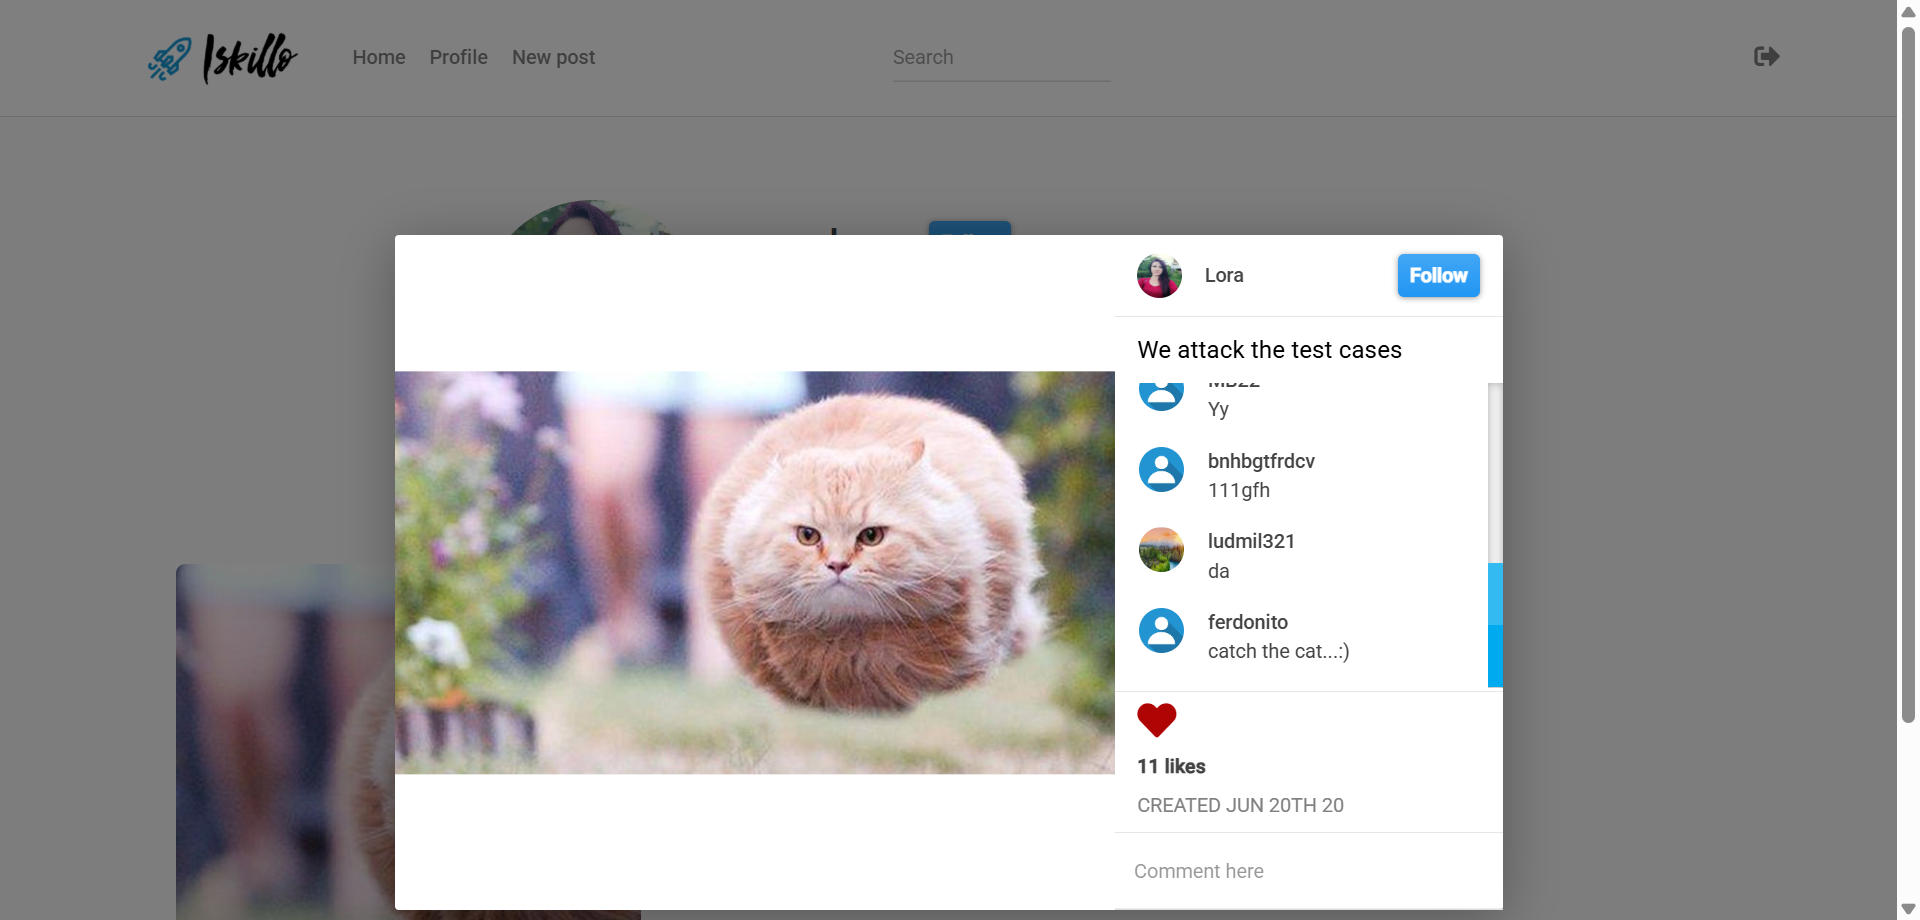 Iskillo
Home Profile New post
Search
Lora
Follow
We attack the test cases
MB22
Yy
bnhbgtfrdcv
111gfh
ludmil321
da
ferdonito
catch the cat...:)
11 likes
CREATED JUN 20TH 20
Comment here